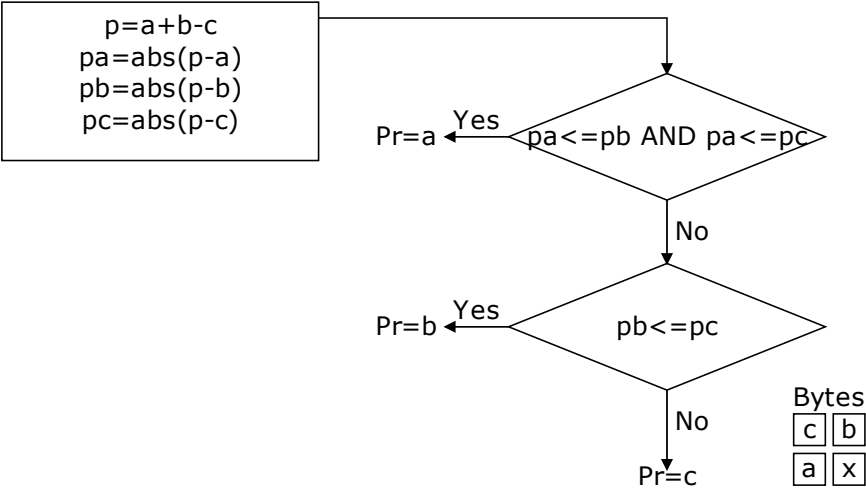 p=a+b-c
pa=abs(p-a)
pb=abs(p-b)
pc=abs(p-c)
Yes
Pr=a
pa<=pb AND pa<=pc
No
Yes
Pr=b
pb<=pc
No
Pr=c
Bytes
c b
a x